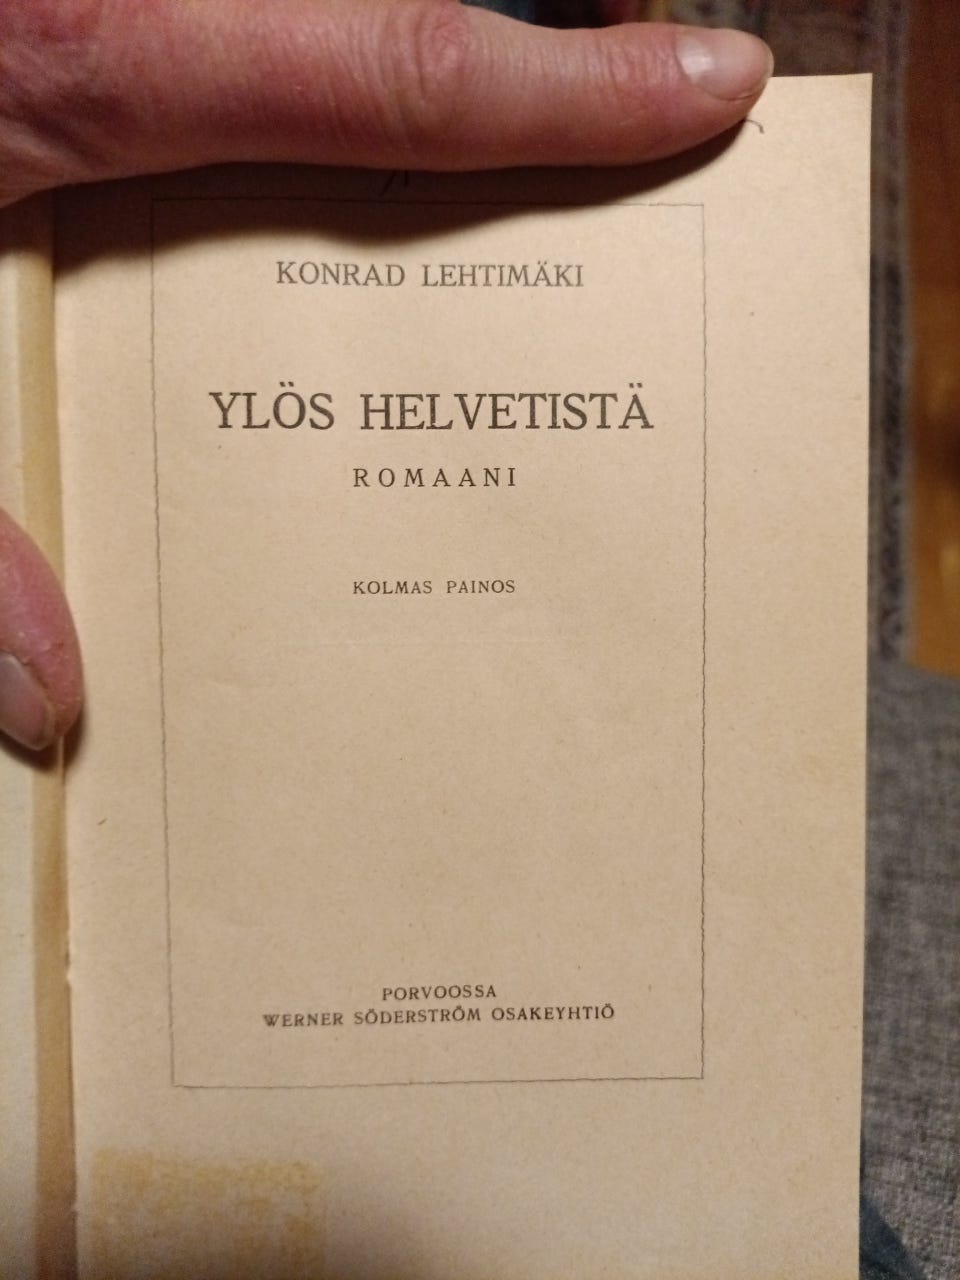 KONRAD LEHTIMÄKI
YLÖS HELVETISTÄ
ROMAANI
KOLMAS PAINOS
PORVOOSSA
WERNER SÖDERSTRÖM OSAKEYHTIÖ